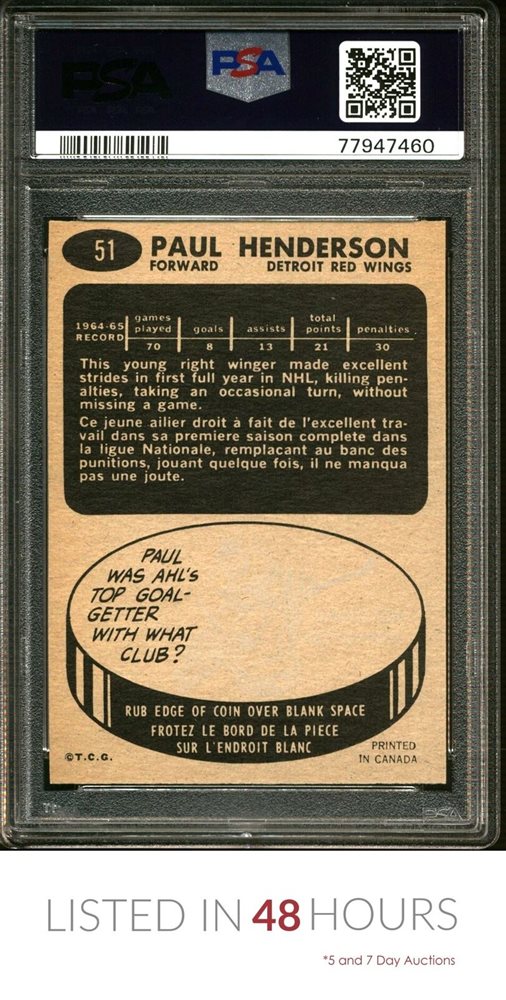 PSA
PSA
77947460
51 PAUL HENDERSON
FORWARD DETROIT RED WINGS
1964-65 RECORD
games played goals assists total points penalties
70 8 13 21 30
This young right winger made excellent
strides in first full year in NHL, killing pen-
alties, taking an occasional turn, without
missing a game.
Ce jeune ailier droit à fait de l'excellent tra-
vail dans sa premiere saison complete dans
la ligue Nationale, remplacant au banc des
punitions, jouant quelque fois, il ne manqua
pas une joute.
PAUL
WAS AHL'S
TOP GOAL-
GETTER
WITH WHAT
CLUB?
RUB EDGE OF COIN OVER BLANK SPACE
FROTEZ LE BORD DE LA PIECE
SUR L'ENDROIT BLANC
©T.C.G.
PRINTED
IN CANADA
PSA
LISTED IN 48 HOURS
*5 and 7 Day Auctions